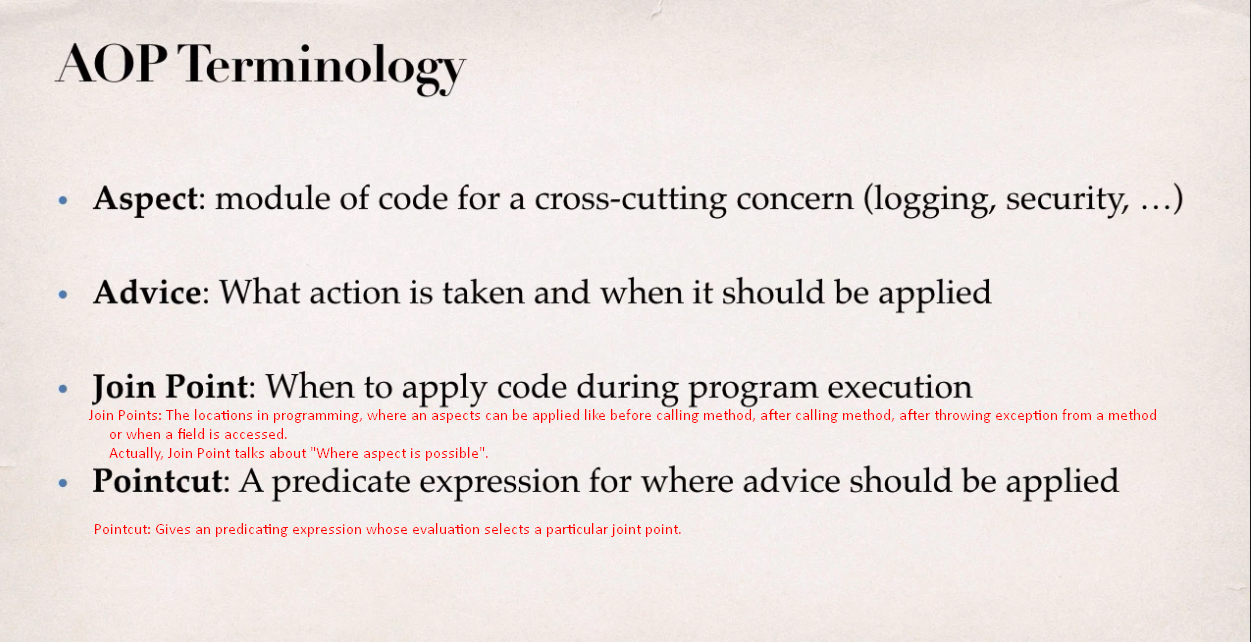 AOP Terminology
• Aspect: module of code for a cross-cutting concern (logging, security, …)
• Advice: What action is taken and when it should be applied
• Join Point: When to apply code during program execution
Join Points: The locations in programming, where an aspects can be applied like before calling method, after calling method, after throwing exception from a method
or when a field is accessed.
Actually, Join Point talks about "Where aspect is possible".
• Pointcut: A predicate expression for where advice should be applied
Pointcut: Gives an predicating expression whose evaluation selects a particular joint point.